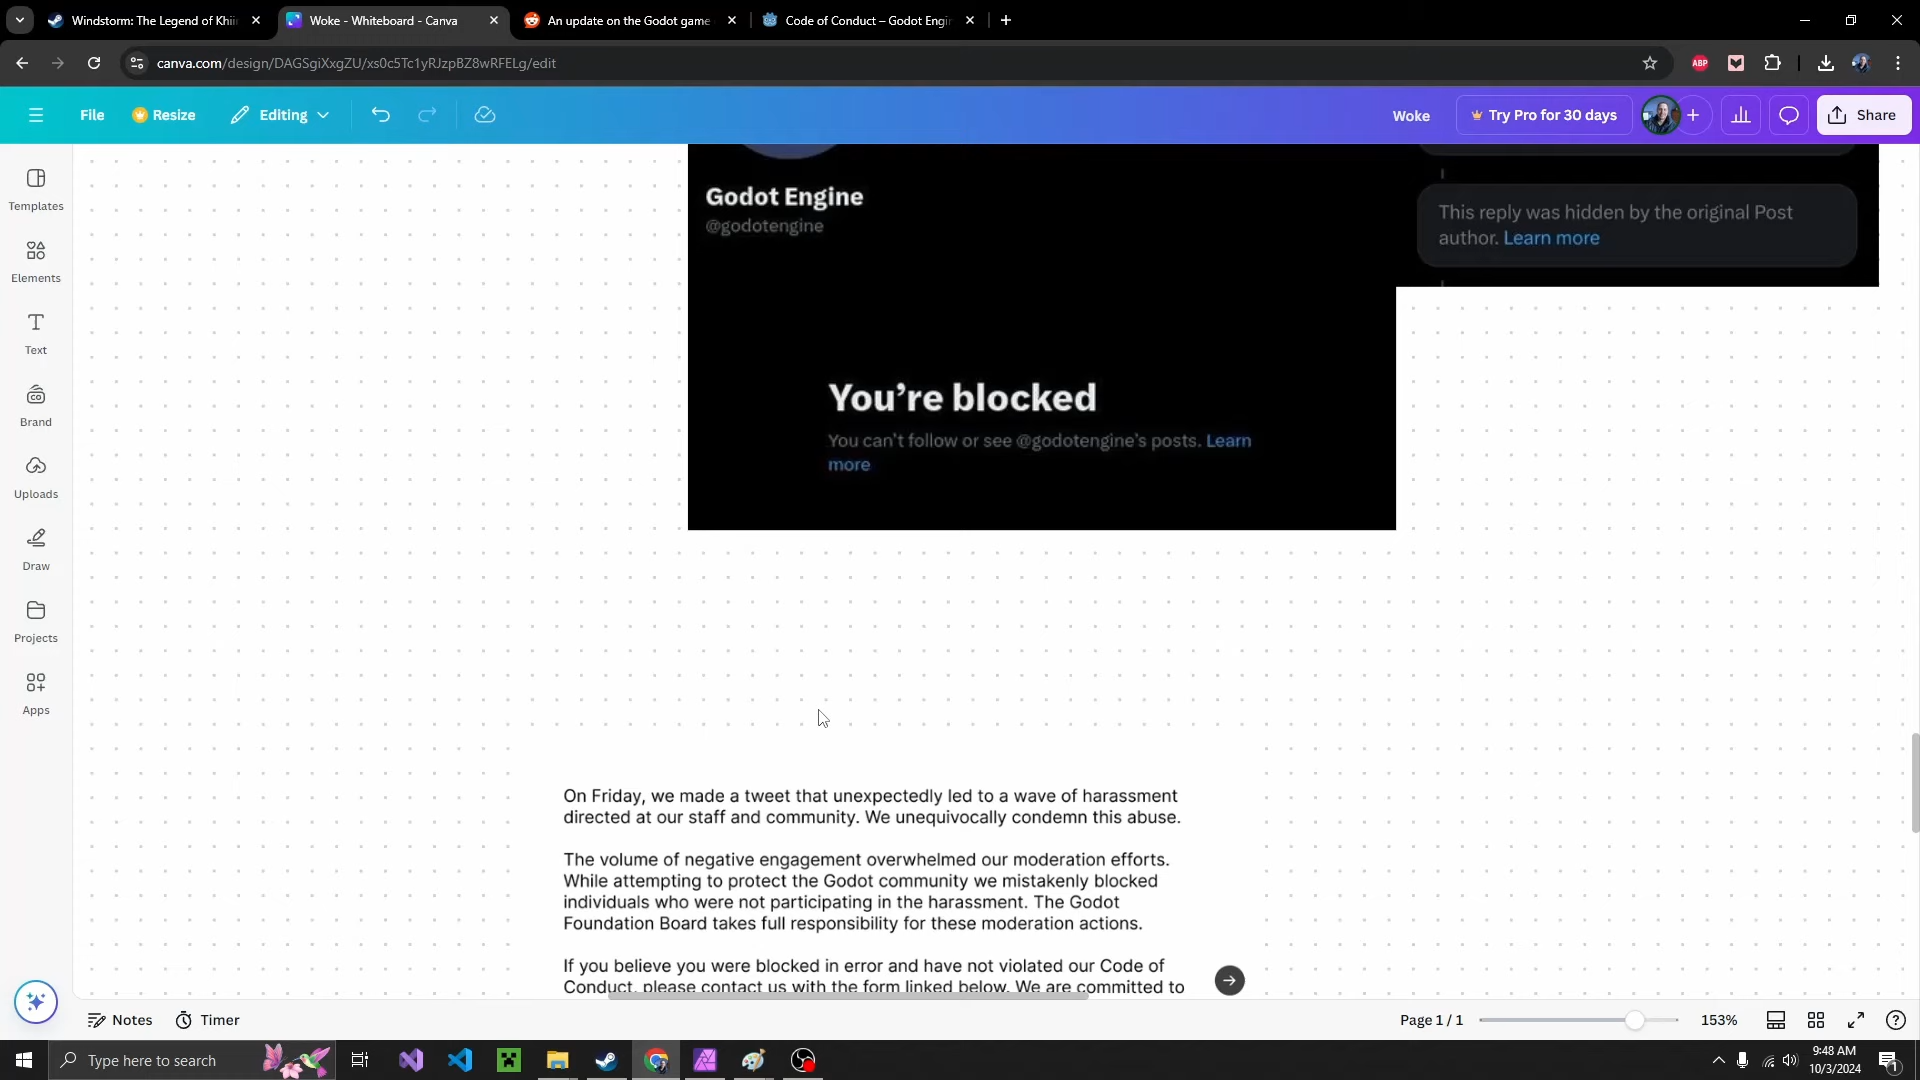 Windstorm: The Legend of Khii
Woke - Whiteboard - Canva
An update on the Godot game
Code of Conduct – Godot Engin
canva.com/design/DAGSgiXxgZU/xs0c5Tc1yRJzpBZ8wRFELg/edit
ABP
File
Resize
Editing
Woke
Try Pro for 30 days
Share
Templates
Elements
Text
Brand
Uploads
Draw
Projects
Apps
Godot Engine
@godotengine
This reply was hidden by the original Post
author. Learn more
You’re blocked
You can’t follow or see @godotengine’s posts. Learn
more
On Friday, we made a tweet that unexpectedly led to a wave of harassment
directed at our staff and community. We unequivocally condemn this abuse.
The volume of negative engagement overwhelmed our moderation efforts.
While attempting to protect the Godot community we mistakenly blocked
individuals who were not participating in the harassment. The Godot
Foundation Board takes full responsibility for these moderation actions.
If you believe you were blocked in error and have not violated our Code of
Conduct, please contact us with the form linked below. We are committed to
Notes
Timer
Page 1 / 1
153%
Type here to search
9:48 AM
10/3/2024
1